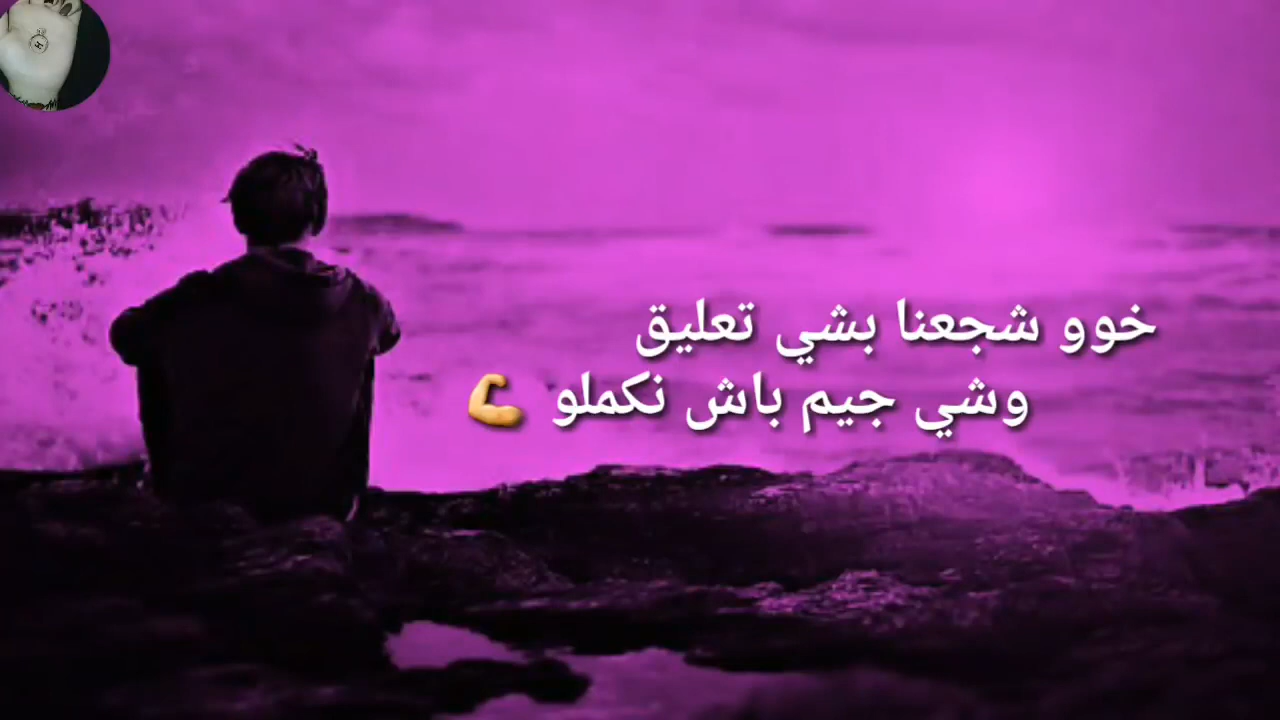 خوو شجعنا بشي تعليق
وشي جيم باش نكملو 💪